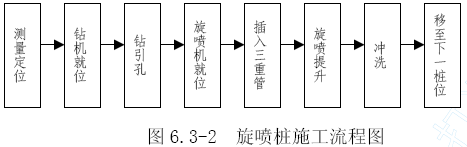 测量定位
钻机就位
钻引孔
旋喷机就位
插入三重管
旋喷提升
冲洗
移至下一桩位
图 6.3-2 旋喷桩施工流程图